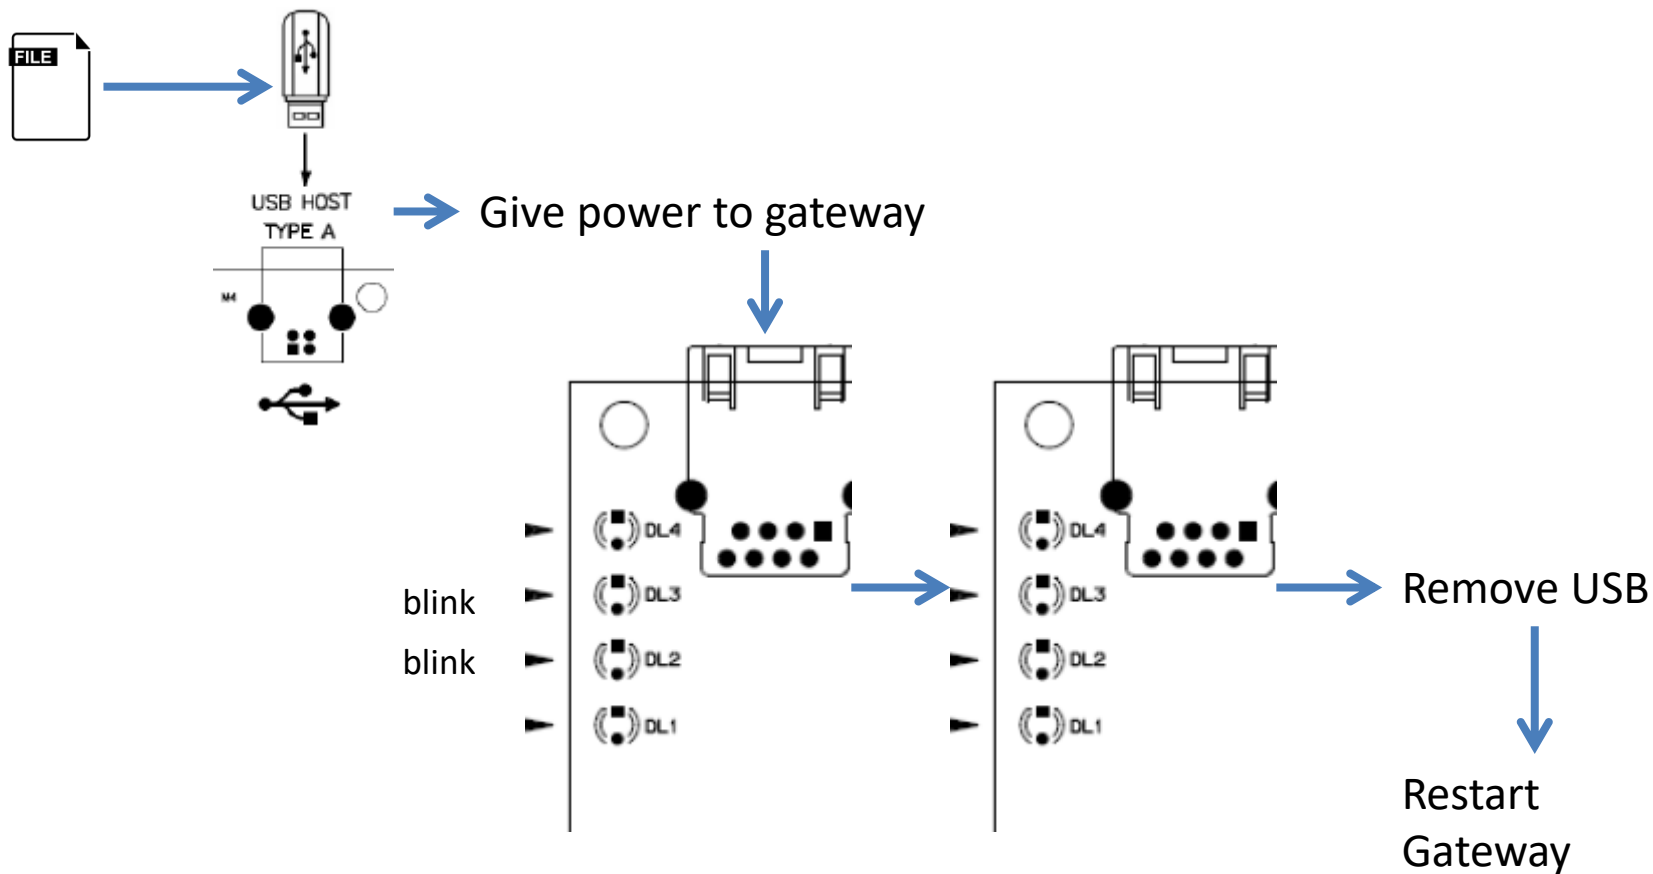 FILE
USB HOST
TYPE A
M4
Give power to gateway
DL4
DL3
DL2
DL1
blink
blink
DL4
DL3
DL2
DL1
Remove USB
Restart
Gateway